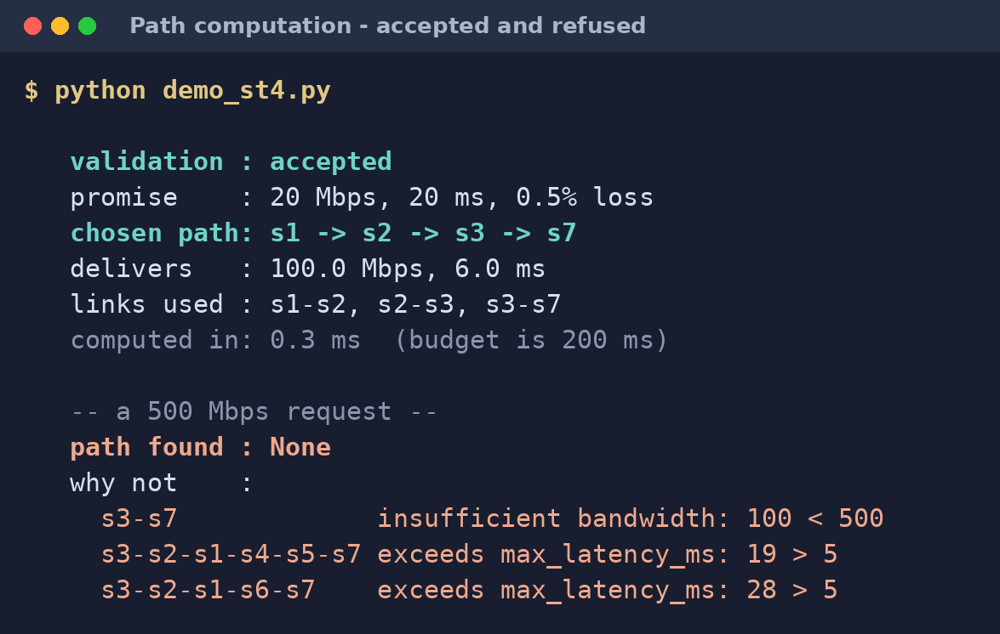 Path computation - accepted and refused
$ python demo_st4.py
validation : accepted
promise    : 20 Mbps, 20 ms, 0.5% loss
chosen path: s1 -> s2 -> s3 -> s7
delivers   : 100.0 Mbps, 6.0 ms
links used : s1-s2, s2-s3, s3-s7
computed in: 0.3 ms  (budget is 200 ms)
-- a 500 Mbps request --
path found : None
why not    :
s3-s7             insufficient bandwidth: 100 < 500
s3-s2-s1-s4-s5-s7 exceeds max_latency_ms: 19 > 5
s3-s2-s1-s6-s7    exceeds max_latency_ms: 28 > 5